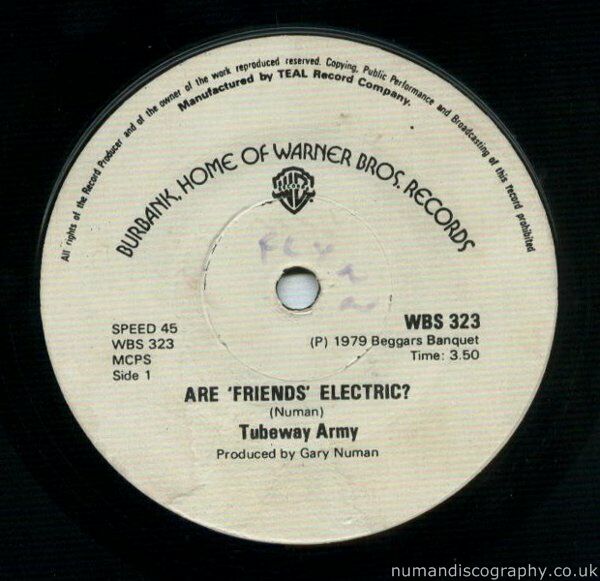 All rights of the Record Producer and of the owner of the work reproduced reserved. Copying, Public Performance and Broadcasting of this record prohibited
Manufactured by TEAL Record Company.
BURBANK, HOME OF WARNER BROS. RECORDS
WB
RECORDS
SPEED 45
WBS 323
MCPS
Side 1
WBS 323
(P) 1979 Beggars Banquet
Time: 3.50
ARE 'FRIENDS' ELECTRIC?
(Numan)
Tubeway Army
Produced by Gary Numan
numandiscography.co.uk